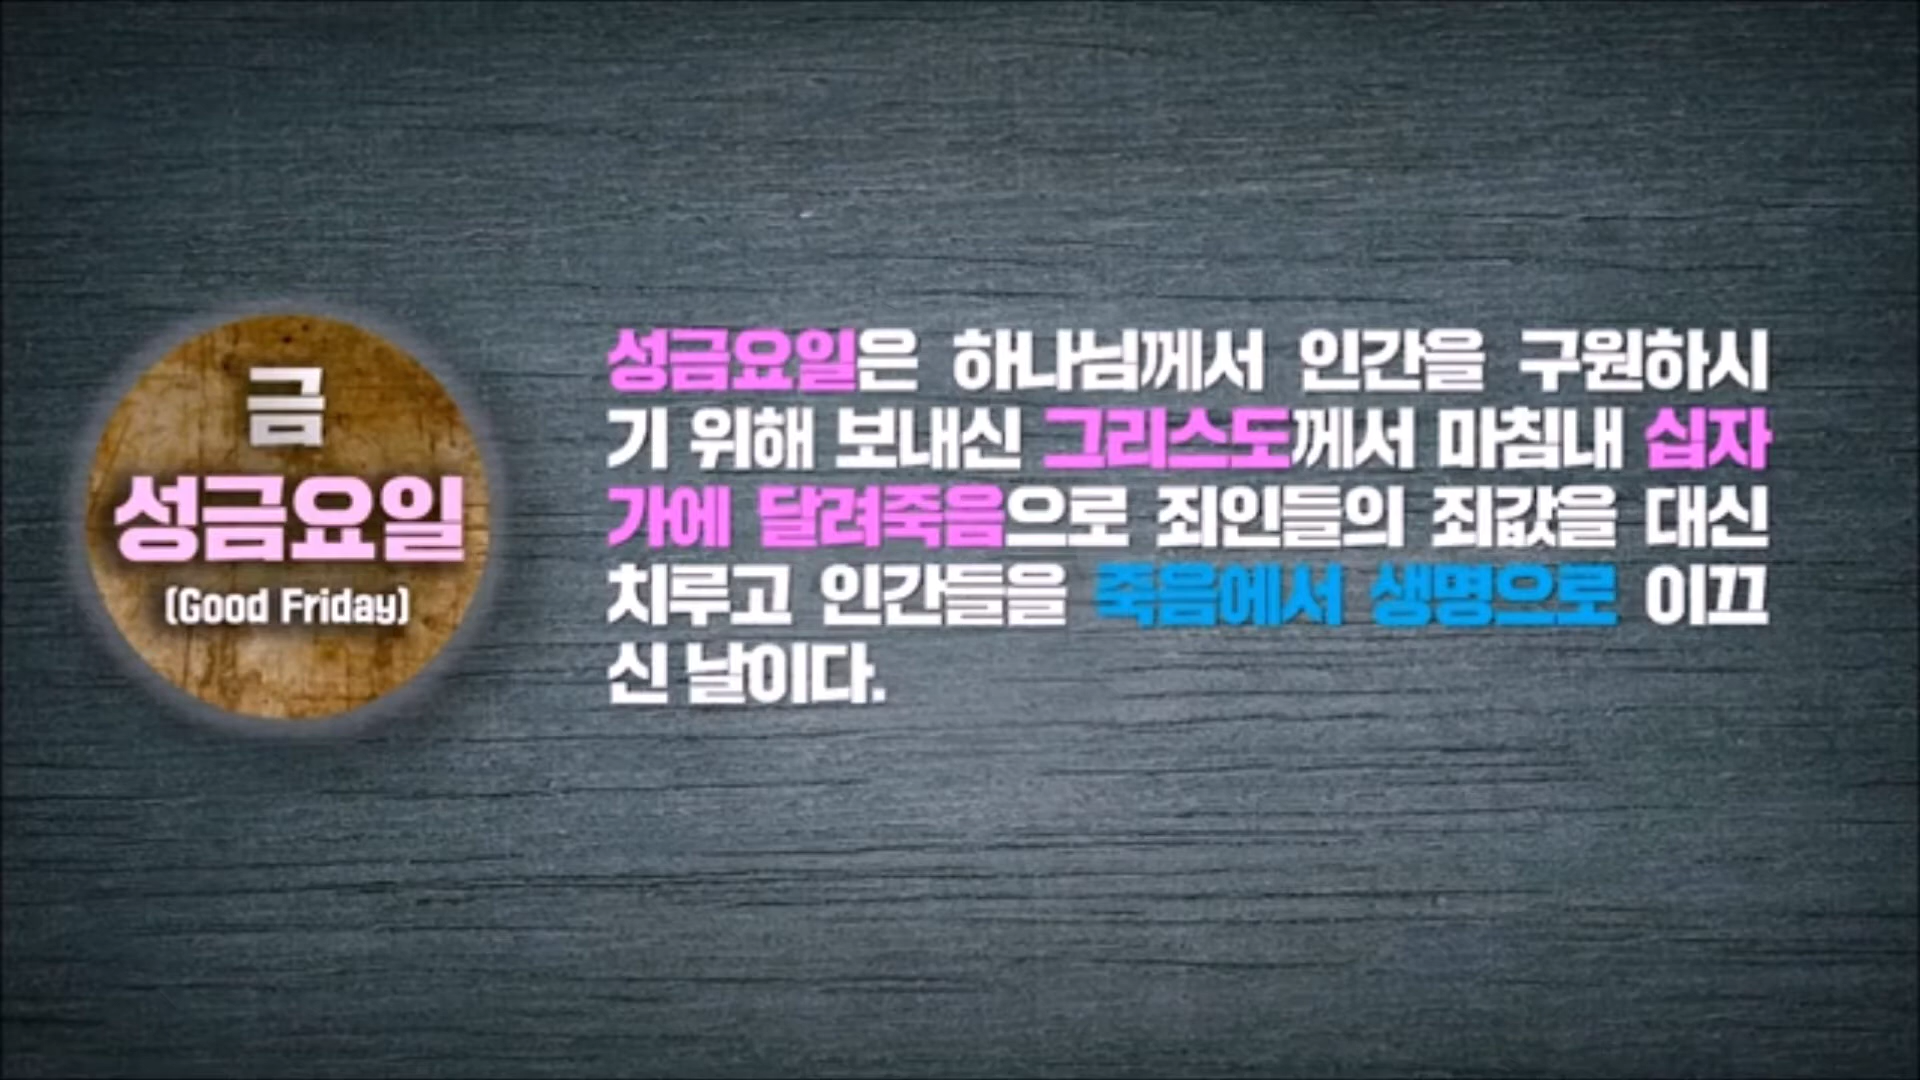 금
성금요일
(Good Friday)
성금요일은 하나님께서 인간을 구원하시
기 위해 보내신 그리스도께서 마침내 십자
가에 달려죽음으로 죄인들의 죄값을 대신
치루고 인간들을 죽음에서 생명으로 이끄
신 날이다.